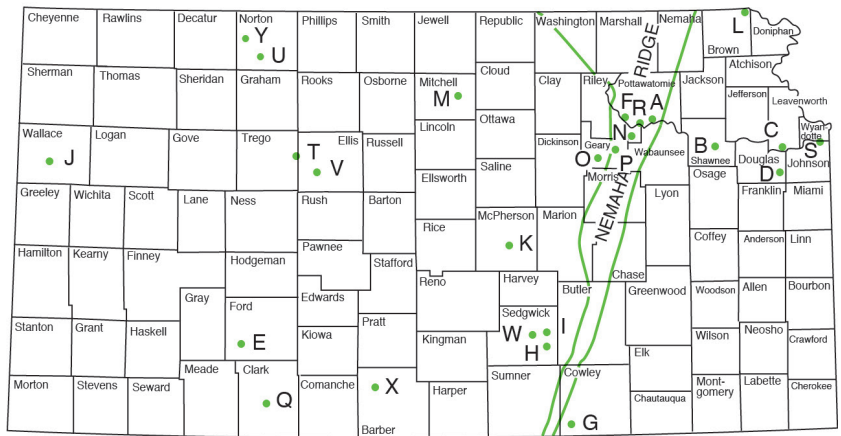 Cheyenne Rawlins Decatur Norton Phillips Smith Jewell Republic Washington Marshall Nemaha L
Doniphan
Y
U
Brown
RIDGE
Atchison
Sherman Thomas Sheridan Graham Rooks Osborne Mitchell Cloud Clay Riley Pottawatomie Jackson
Jefferson
Leavenworth
M
F R A
Ottawa
Wyan-
dotte
Wallace Logan Gove Trego Ellis Russell Lincoln
Dickinson Geary N Wabaunsee B C S
J T V O P Shawnee Douglas Johnson
Saline D
Ellsworth Morris Osage
Greeley Wichita Scott Lane Ness Rush Barton Lyon Franklin Miami
NEMAHA
McPherson Marion
Rice
K
Coffey Anderson Linn
Pawnee
Hamilton Kearny Finney Hodgeman Stafford
Chase
Reno Harvey Butler Greenwood Woodson Allen Bourbon
Gray Ford Edwards
Sedgwick
Pratt W I
Stanton Grant Haskell Kiowa Kingman Wilson Neosho Crawford
E H
Elk
Meade Clark Sumner Cowley
Morton Stevens Seward Comanche Harper Mont-
gomery Labette Cherokee
Q X Chautauqua
G
Barber